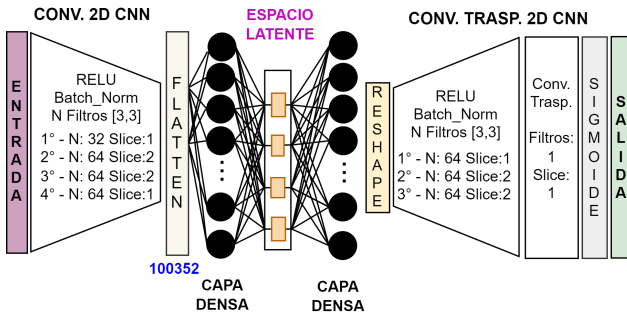 CONV. 2D CNN
ESPACIO
LATENTE
CONV. TRASP. 2D CNN
ENTRADA
RELU
Batch_Norm
N Filtros [3,3]
1° - N: 32 Slice:1
2° - N: 64 Slice:2
3° - N: 64 Slice:2
4° - N: 64 Slice:1
FLATTEN
100352
CAPA
DENSA
CAPA
DENSA
RESHAPE
RELU
Batch_Norm
N Filtros [3,3]
1° - N: 64 Slice:1
2° - N: 64 Slice:2
3° - N: 64 Slice:2
Conv.
Trasp.
Filtros:
1
Slice:
1
SIGMOIDE
SALIDA